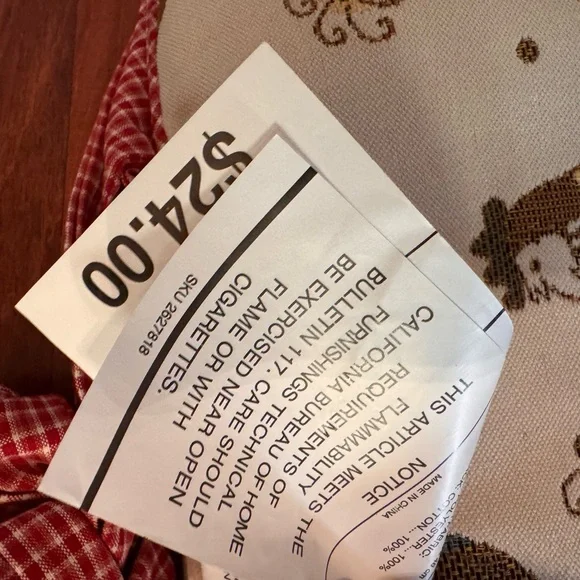 $24.00
SKU 2627818
MADE IN CHINA
NOTICE
THIS ARTICLE MEETS THE
FLAMMABILITY
REQUIREMENTS OF
CALIFORNIA BUREAU OF HOME
FURNISHINGS TECHNICAL
BULLETIN 117. CARE SHOULD
BE EXERCISED NEAR OPEN
FLAME OR WITH
CIGARETTES.
COTTON... 100%
100%